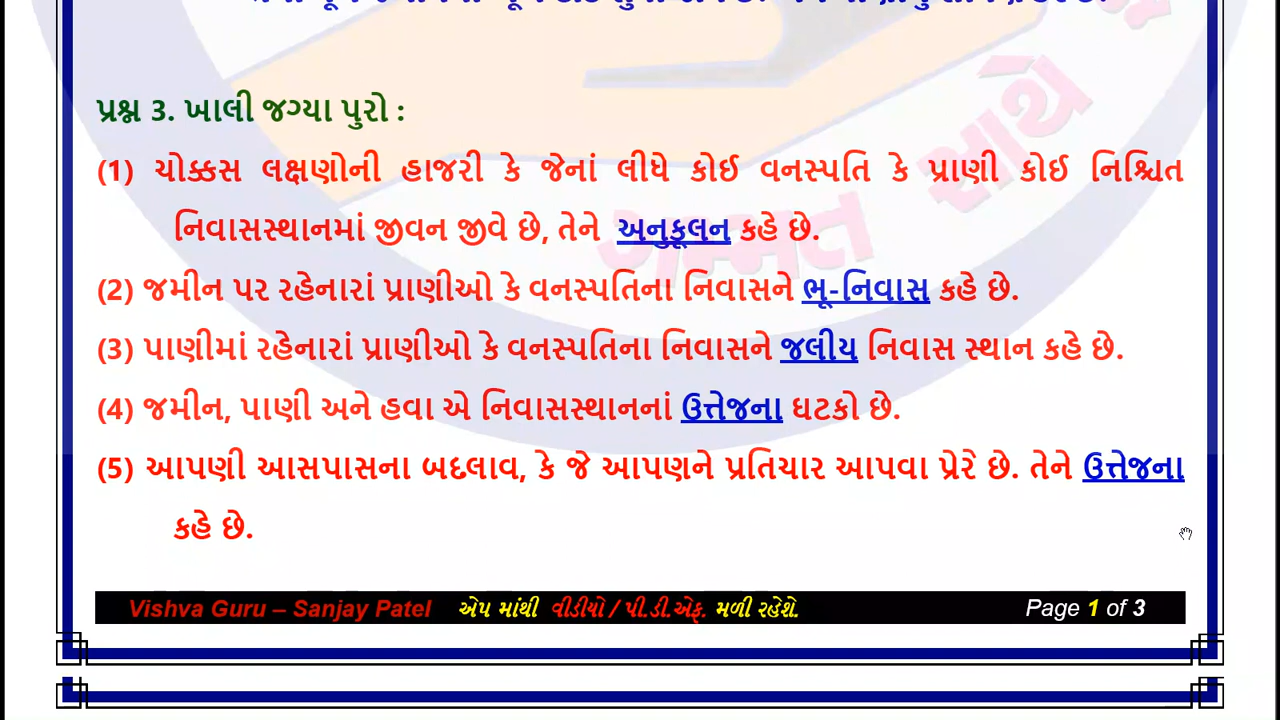 પ્રશ્ન 3. ખાલી જગ્યા પુરો :
(1) ચોક્કસ લક્ષણોની હાજરી કે જેનાં લીધે કોઈ વનસ્પતિ કે પ્રાણી કોઈ નિશ્ચિત
નિવાસસ્થાનમાં જીવન જીવે છે, તેને અનુકૂલન કહે છે.
(2) જમીન પર રહેનારાં પ્રાણીઓ કે વનસ્પતિના નિવાસને ભૂ-નિવાસ કહે છે.
(3) પાણીમાં રહેનારાં પ્રાણીઓ કે વનસ્પતિના નિવાસને જલીય નિવાસ સ્થાન કહે છે.
(4) જમીન, પાણી અને હવા એ નિવાસસ્થાનનાં ઉત્તેજના ઘટકો છે.
(5) આપણી આસપાસના બદલાવ, કે જે આપણને પ્રતિચાર આપવા પ્રેરે છે. તેને ઉત્તેજના
કહે છે.
ગમ્મત સાથે
Vishva Guru – Sanjay Patel એપ માંથી વીડીયો / પી.ડી.એફ. મળી રહેશે. Page 1 of 3